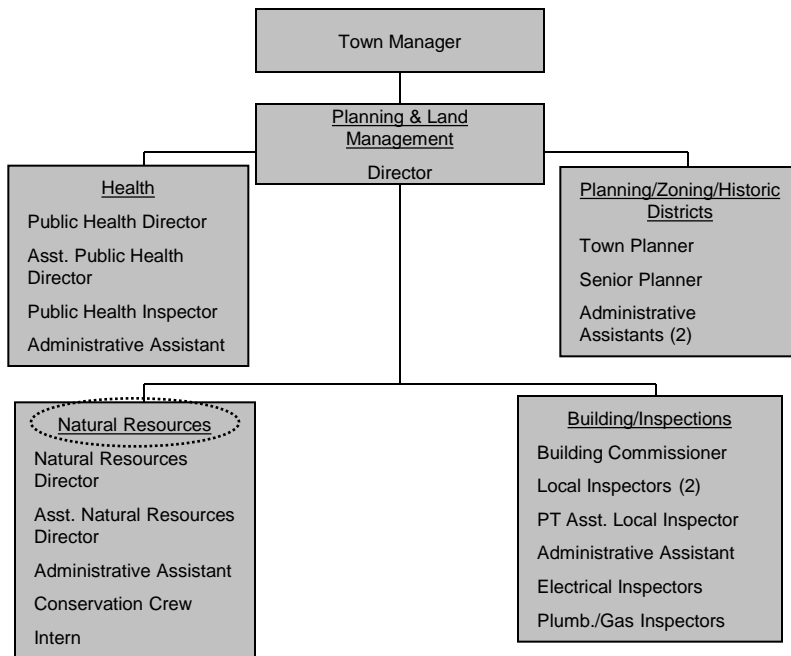 Town Manager
Planning & Land
Management
Director
Health
Public Health Director
Asst. Public Health
Director
Public Health Inspector
Administrative Assistant
Planning/Zoning/Historic
Districts
Town Planner
Senior Planner
Administrative
Assistants (2)
Natural Resources
Natural Resources
Director
Asst. Natural Resources
Director
Administrative Assistant
Conservation Crew
Intern
Building/Inspections
Building Commissioner
Local Inspectors (2)
PT Asst. Local Inspector
Administrative Assistant
Electrical Inspectors
Plumb./Gas Inspectors